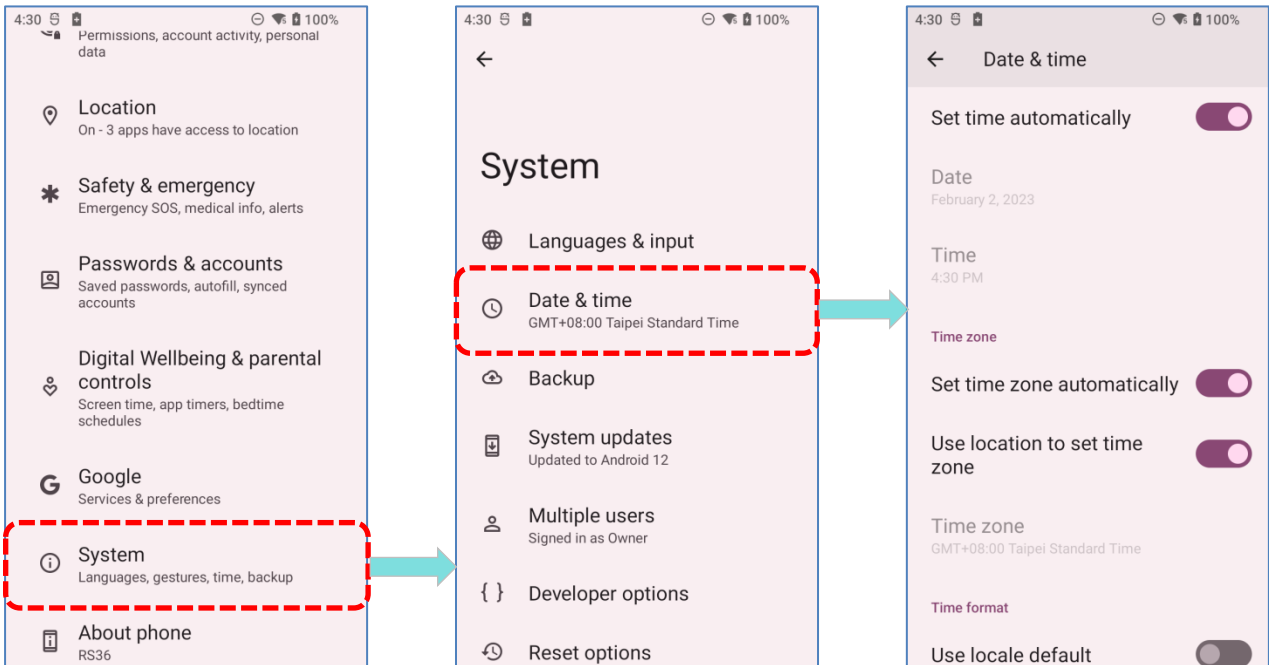 4:30
100%
Permissions, account activity, personal
data
Location
On - 3 apps have access to location
Safety & emergency
Emergency SOS, medical info, alerts
Passwords & accounts
Saved passwords, autofill, synced
accounts
Digital Wellbeing & parental
controls
Screen time, app timers, bedtime
schedules
Google
Services & preferences
System
Languages, gestures, time, backup
About phone
RS36
4:30
100%
System
Languages & input
Date & time
GMT+08:00 Taipei Standard Time
Backup
System updates
Updated to Android 12
Multiple users
Signed in as Owner
Developer options
Reset options
4:30
100%
Date & time
Set time automatically
Date
February 2, 2023
Time
4:30 PM
Time zone
Set time zone automatically
Use location to set time
zone
Time zone
GMT+08:00 Taipei Standard Time
Time format
Use locale default